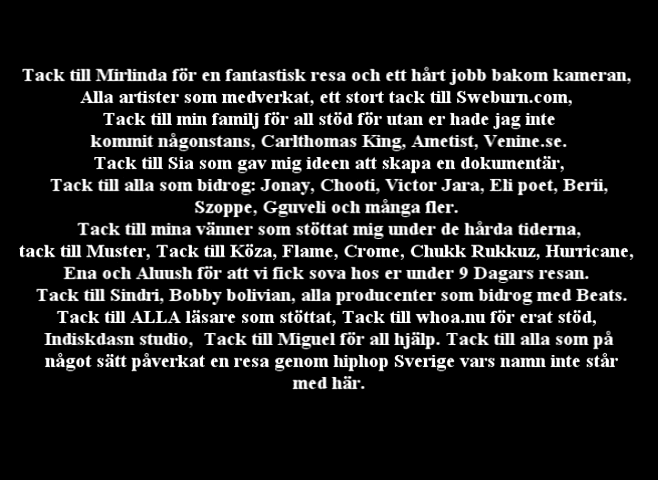 Tack till Mirlinda för en fantastisk resa och ett hårt jobb bakom kameran,
Alla artister som medverkat, ett stort tack till Sweburn.com,
Tack till min familj för all stöd för utan er hade jag inte
kommit någonstans, Carlthomas King, Ametist, Venine.se.
Tack till Sia som gav mig ideen att skapa en dokumentär,
Tack till alla som bidrog: Jonay, Chooti, Victor Jara, Eli poet, Berii,
Szoppe, Gguveli och många fler.
Tack till mina vänner som stöttat mig under de hårda tiderna,
tack till Muster, Tack till Köza, Flame, Crome, Chukk Rukkuz, Hurricane,
Ena och Aluush för att vi fick sova hos er under 9 Dagars resan.
Tack till Sindri, Bobby bolivian, alla producenter som bidrog med Beats.
Tack till ALLA läsare som stöttat, Tack till whoa.nu för erat stöd,
Indiskdasn studio,  Tack till Miguel för all hjälp. Tack till alla som på
något sätt påverkat en resa genom hiphop Sverige vars namn inte står
med här.